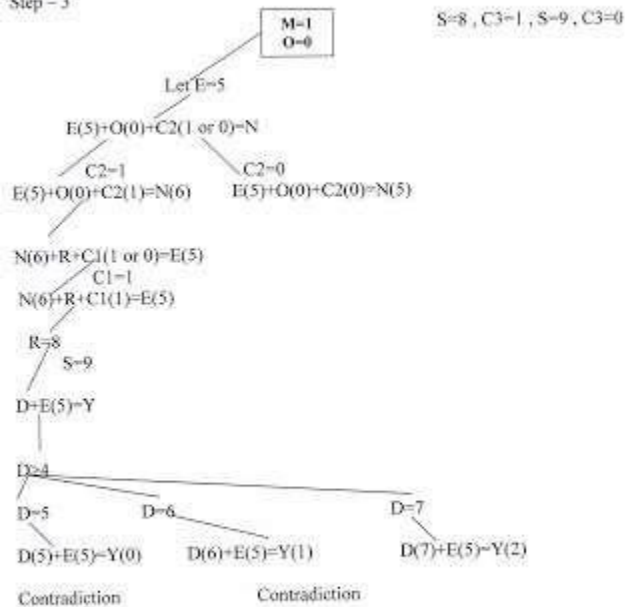 Step – 3
M=1
O=0
S=8 , C3=1 , S=9 , C3=0
Let E=5
E(5)+O(0)+C2(1 or 0)=N
C2=1
C2=0
E(5)+O(0)+C2(1)=N(6)
E(5)+O(0)+C2(0)=N(5)
N(6)+R+C1(1 or 0)=E(5)
C1=1
N(6)+R+C1(1)=E(5)
R=8
S=9
D+E(5)=Y
D>4
D=5
D=6
D=7
D(5)+E(5)=Y(0)
D(6)+E(5)=Y(1)
D(7)+E(5)=Y(2)
Contradiction
Contradiction